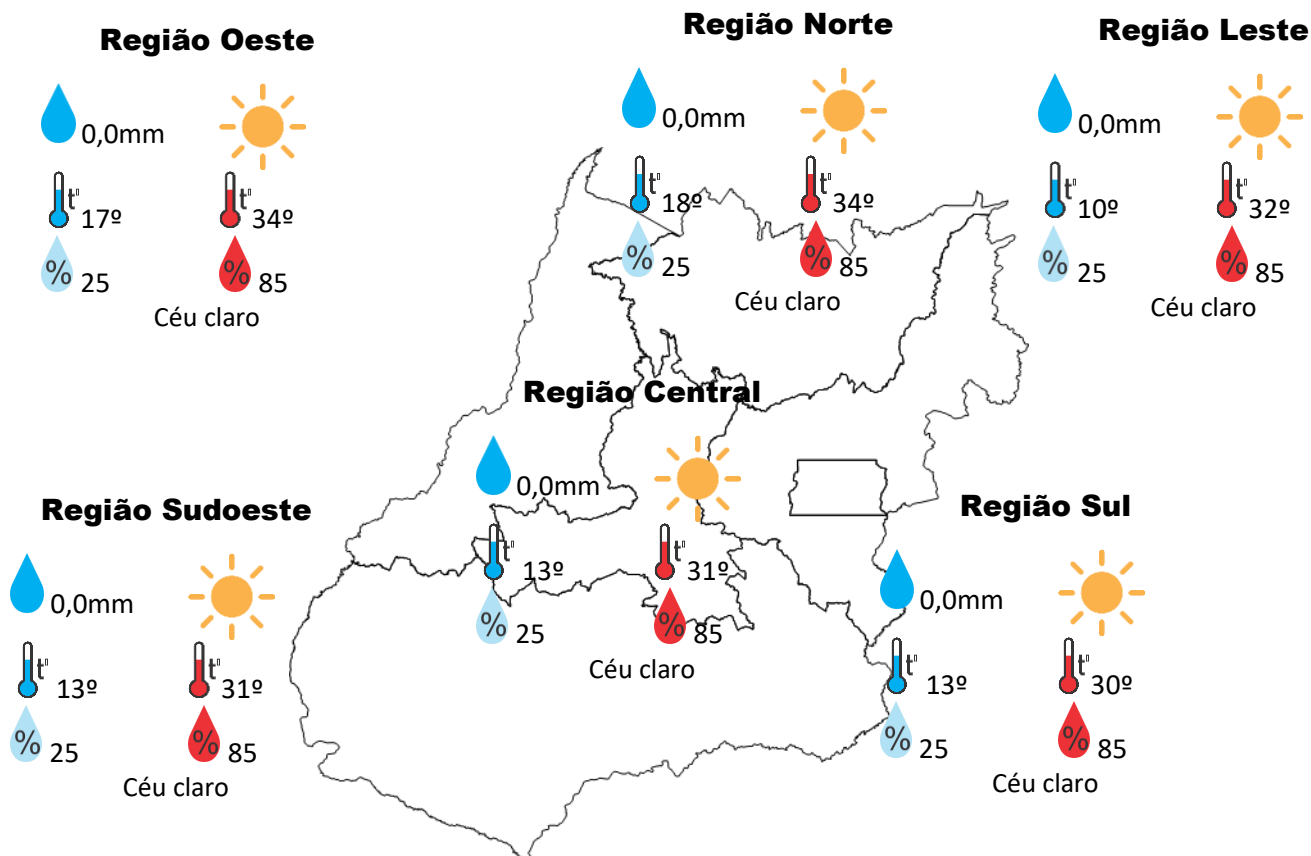 Região Oeste
0,0mm
t°
17º
t°
34º
%
25
%
85
Céu claro
Região Norte
0,0mm
t°
18º
t°
34º
%
25
%
85
Céu claro
Região Leste
0,0mm
t°
10º
t°
32º
%
25
%
85
Céu claro
Região Central
0,0mm
t°
13º
t°
31º
%
25
%
85
Céu claro
Região Sudoeste
0,0mm
t°
13º
t°
31º
%
25
%
85
Céu claro
Região Sul
0,0mm
t°
13º
t°
30º
%
25
%
85
Céu claro